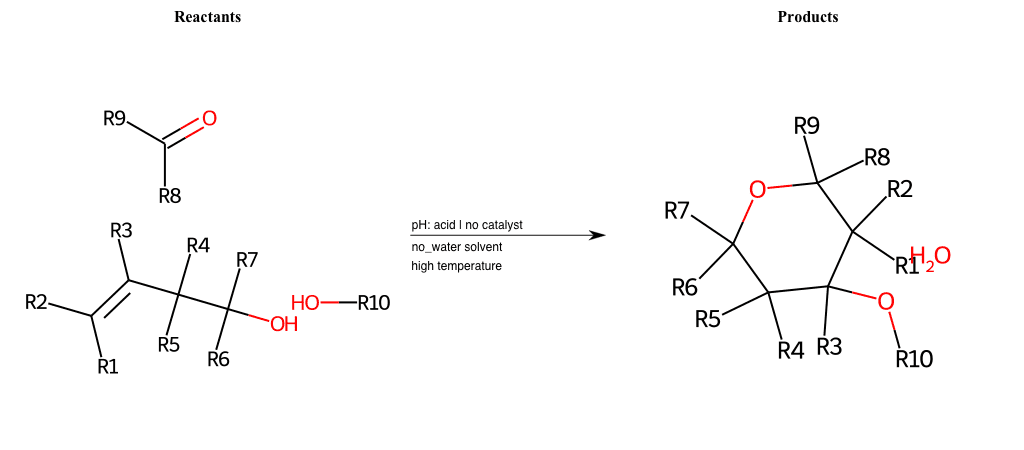 Reactants
Products
R9
O
R8
R3
R4
R7
R2
HO
R10
OH
R1
R5
R6
pH: acid | no catalyst
no_water solvent
high temperature
R9
R8
O
R2
R7
R1
H2O
R6
O
R5
R4
R3
R10